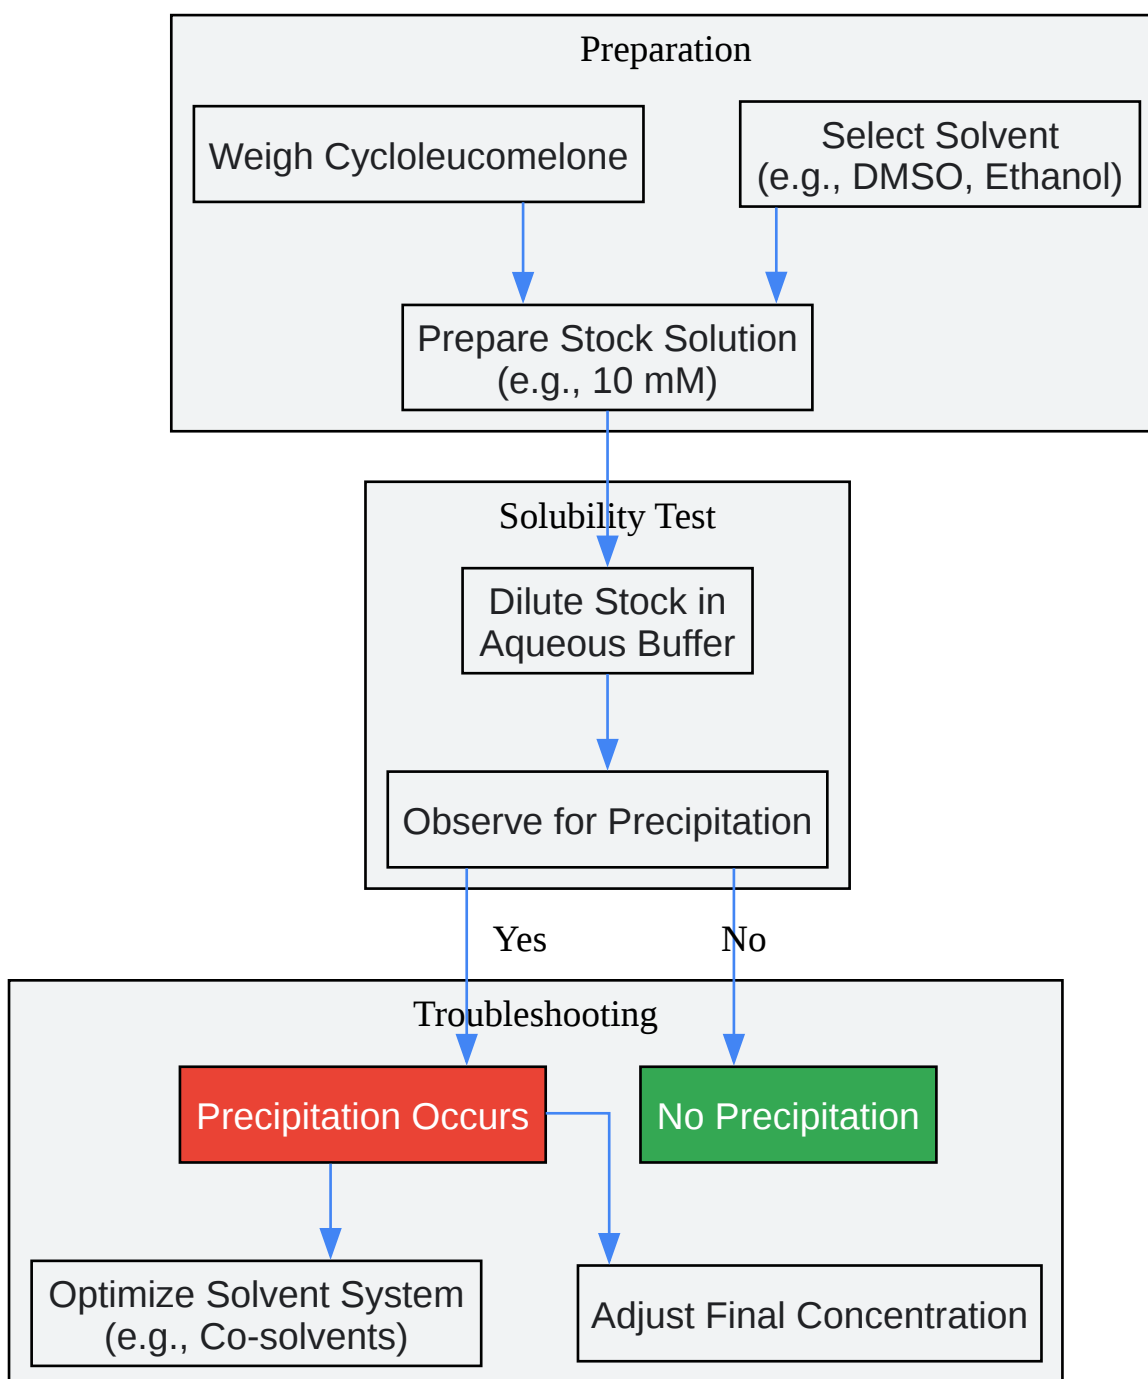 Preparation
Weigh Cycloleucomelone
Select Solvent
(e.g., DMSO, Ethanol)
Prepare Stock Solution
(e.g., 10 mM)
Solubility Test
Dilute Stock in
Aqueous Buffer
Observe for Precipitation
Yes
No
Troubleshooting
Precipitation Occurs
No Precipitation
Optimize Solvent System
(e.g., Co-solvents)
Adjust Final Concentration